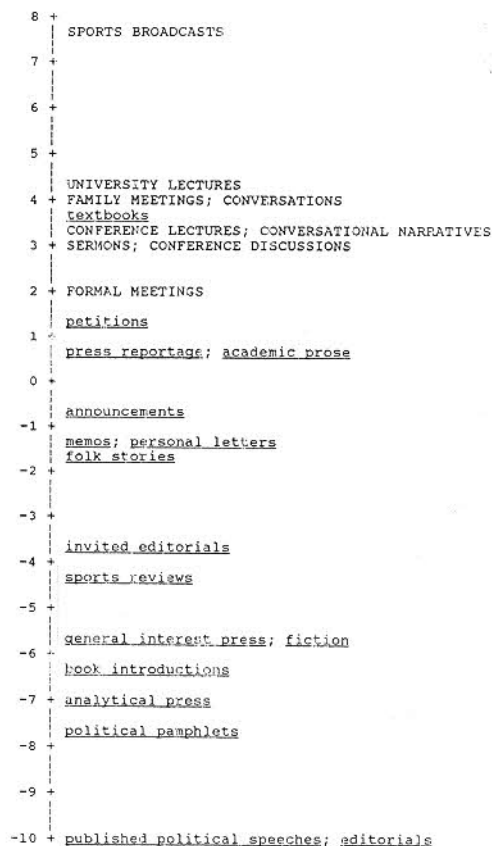 8 +
SPORTS BROADCASTS
7 +
6 +
5 +
UNIVERSITY LECTURES
4 + FAMILY MEETINGS; CONVERSATIONS
textbooks
CONFERENCE LECTURES; CONVERSATIONAL NARRATIVES
3 + SERMONS; CONFERENCE DISCUSSIONS
2 + FORMAL MEETINGS
petitions
1 +
press reportage; academic prose
0 +
announcements
-1 +
memos; personal letters
folk stories
-2 +
-3 +
invited editorials
-4 +
sports reviews
-5 +
general interest press; fiction
-6 +
book introductions
-7 + analytical press
political pamphlets
-8 +
-9 +
-10 + published political speeches; editorials